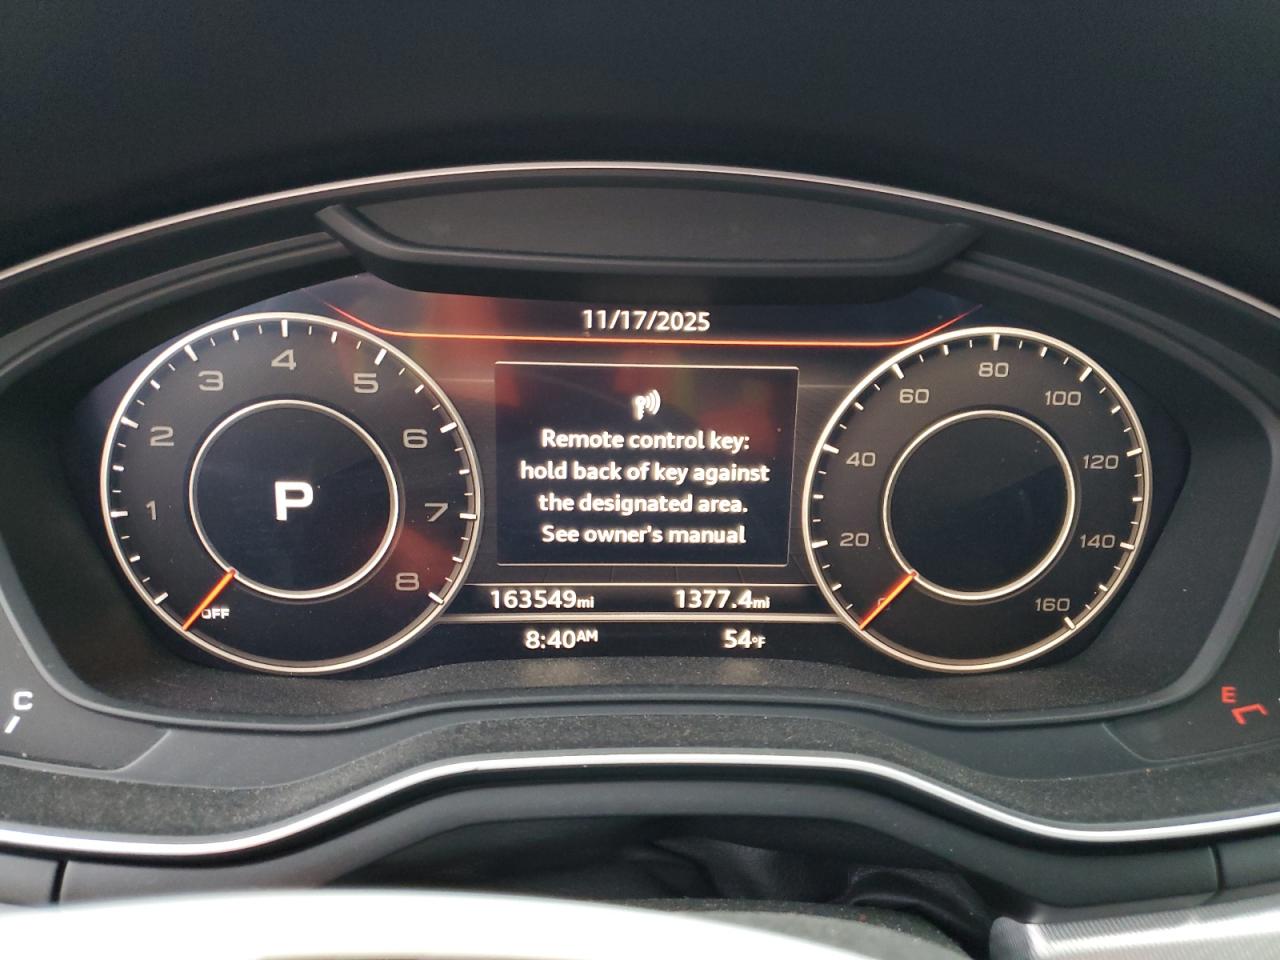 11/17/2025
1 2 3 4 5 6 7 8
P
OFF
Remote control key:
hold back of key against
the designated area.
See owner's manual
163549mi 1377.4mi
8:40AM 54°F
20 40 60 80 100 120 140 160
C
E